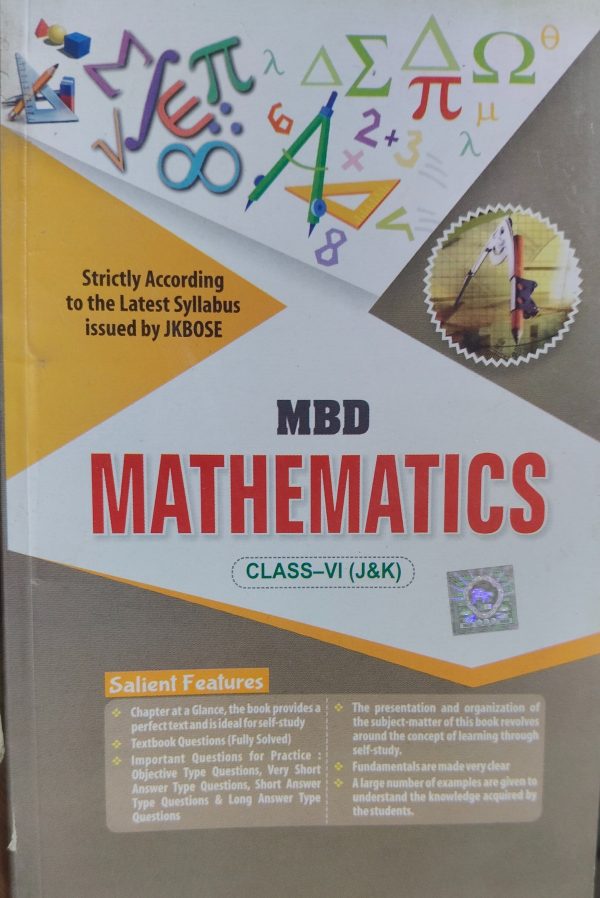 Strictly According
to the Latest Syllabus
issued by JKBOSE
MBD
MATHEMATICS
CLASS–VI (J&K)
Salient Features
Chapter at a Glance, the book provides a
perfect text and is ideal for self-study
Textbook Questions (Fully Solved)
Important Questions for Practice :
Objective Type Questions, Very Short
Answer Type Questions, Short Answer
Type Questions & Long Answer Type
Questions
The presentation and organization of
the subject-matter of this book revolves
around the concept of learning through
self-study.
Fundamentals are made very clear
A large number of examples are given to
understand the knowledge acquired by
the students.